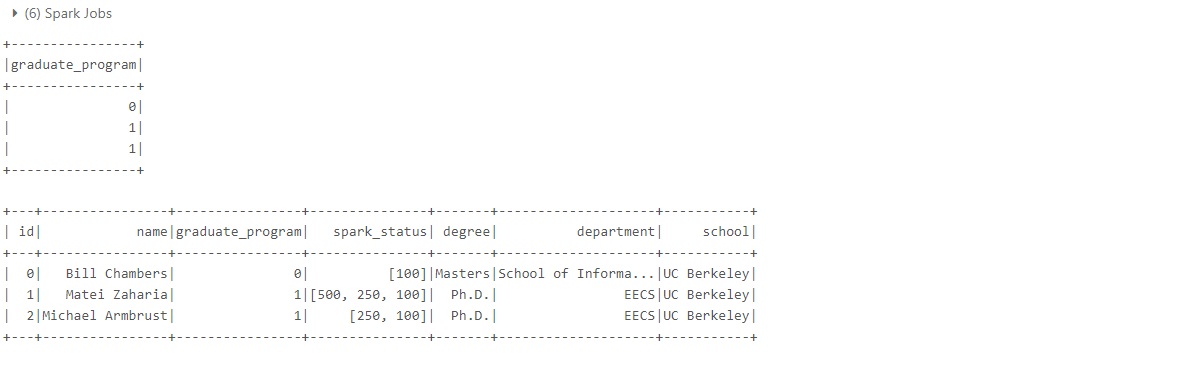 (6) Spark Jobs
+----------------+
|graduate_program|
+----------------+
|               0|
|               1|
|               1|
+----------------+
+---+----------------+----------------+---------------+-------+--------------------+-----------+
| id|            name|graduate_program|   spark_status| degree|          department|     school|
+---+----------------+----------------+---------------+-------+--------------------+-----------+
|  0|   Bill Chambers|               0|          [100]|Masters|School of Informa...|UC Berkeley|
|  1|   Matei Zaharia|               1|[500, 250, 100]|  Ph.D.|                EECS|UC Berkeley|
|  2|Michael Armbrust|               1|     [250, 100]|  Ph.D.|                EECS|UC Berkeley|
+---+----------------+----------------+---------------+-------+--------------------+-----------+